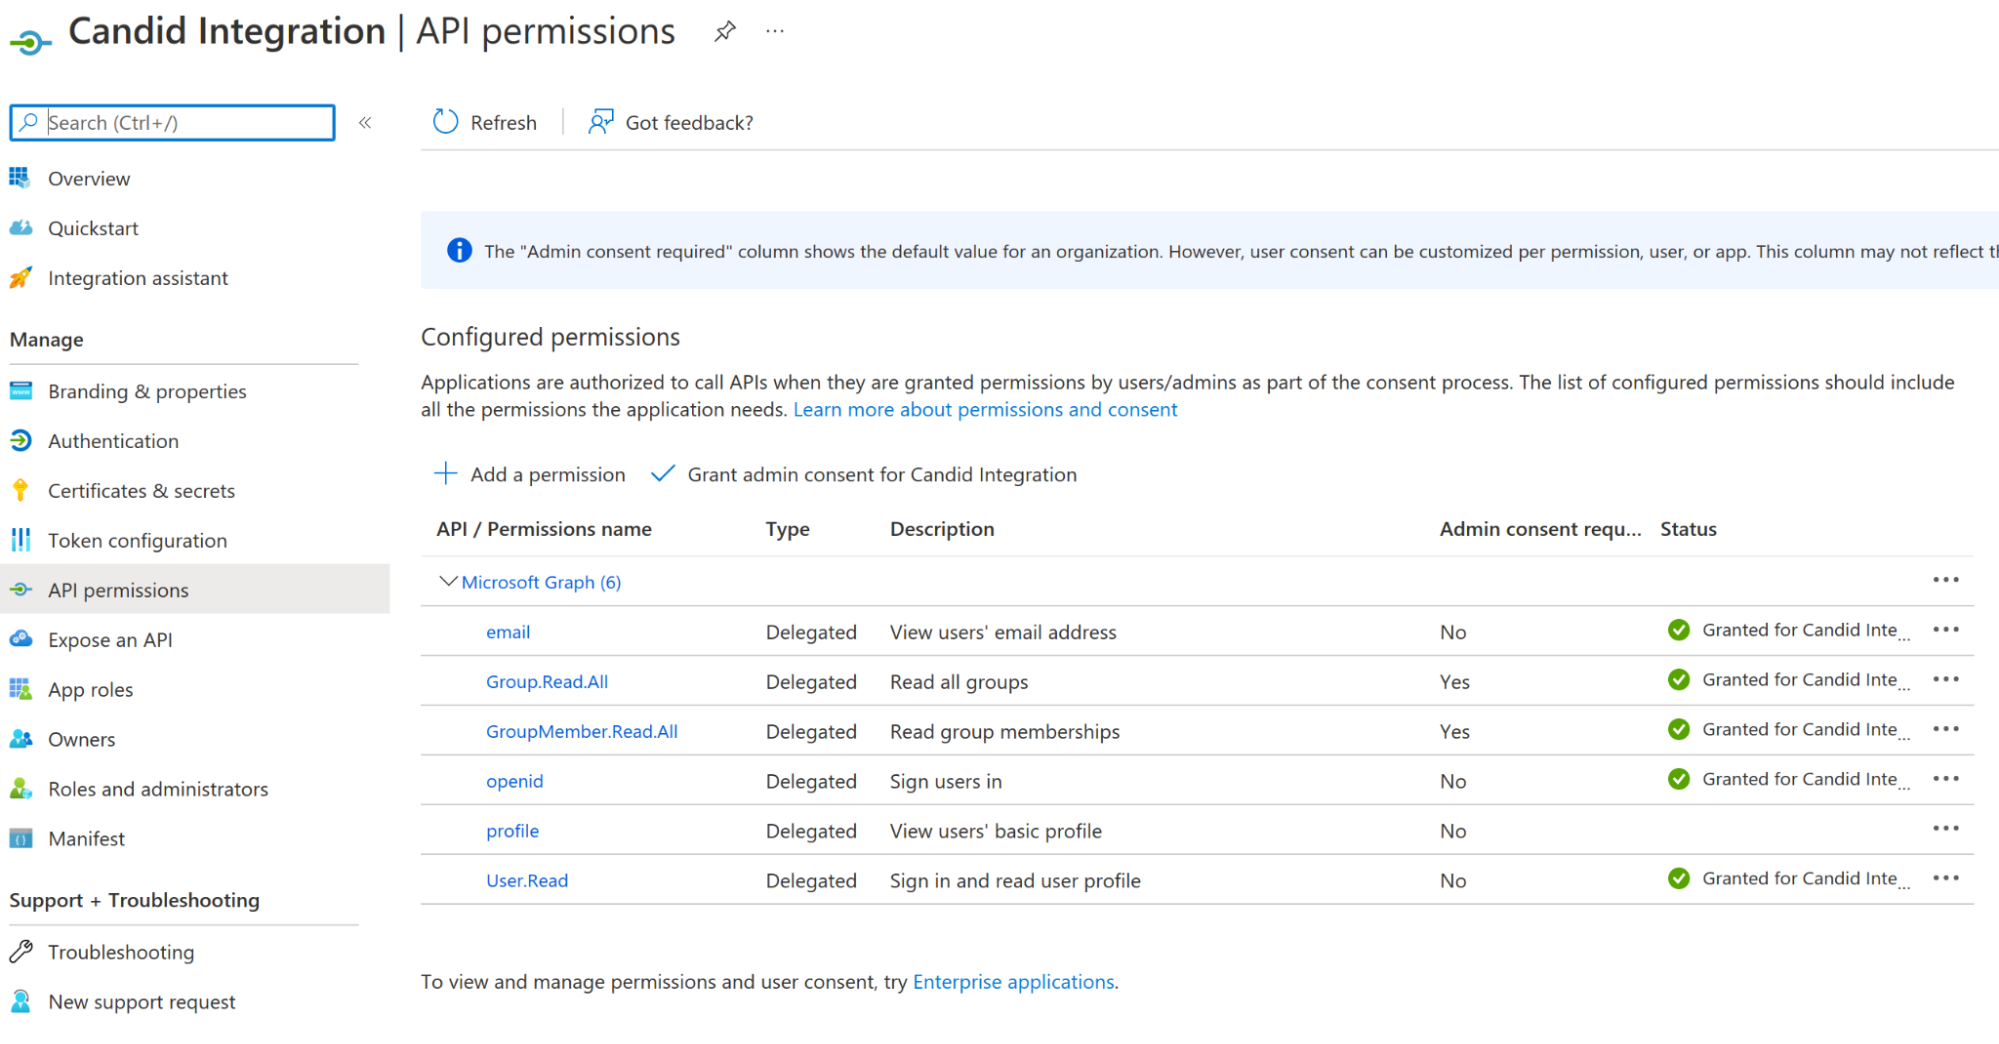 Candid Integration | API permissions
Search (Ctrl+/)
Refresh
Got feedback?
Overview
Quickstart
Integration assistant
Manage
Branding & properties
Authentication
Certificates & secrets
Token configuration
API permissions
Expose an API
App roles
Owners
Roles and administrators
Manifest
Support + Troubleshooting
Troubleshooting
New support request
The "Admin consent required" column shows the default value for an organization. However, user consent can be customized per permission, user, or app. This column may not reflect
Configured permissions
Applications are authorized to call APIs when they are granted permissions by users/admins as part of the consent process. The list of configured permissions should include
all the permissions the application needs. Learn more about permissions and consent
Add a permission
Grant admin consent for Candid Integration
API / Permissions name Type Description Admin consent requ... Status
Microsoft Graph (6)
email Delegated View users' email address No Granted for Candid Inte...
Group.Read.All Delegated Read all groups Yes Granted for Candid Inte...
GroupMember.Read.All Delegated Read group memberships Yes Granted for Candid Inte...
openid Delegated Sign users in No Granted for Candid Inte...
profile Delegated View users' basic profile No
User.Read Delegated Sign in and read user profile No Granted for Candid Inte...
To view and manage permissions and user consent, try Enterprise applications.